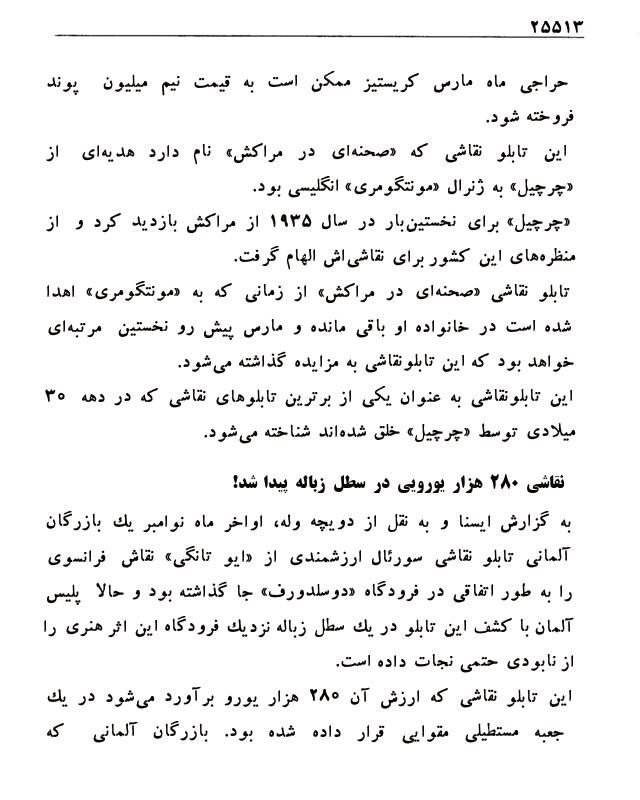 ۲۵۵۱۳
حراجی ماه مارس کریستیز ممکن است به قیمت نیم میلیون پوند
فروخته شود.
این تابلو نقاشی که «صحنه‌ای در مراکش» نام دارد هدیه‌ای از
«چرچیل» به ژنرال «مونتگومری» انگلیسی بود.
«چرچیل» برای نخستین‌بار در سال ۱۹۳۵ از مراکش بازدید کرد و از
منظره‌های این کشور برای نقاشی‌اش الهام گرفت.
تابلو نقاشی «صحنه‌ای در مراکش» از زمانی که به «مونتگومری» اهدا
شده است در خانواده او باقی مانده و مارس پیش رو نخستین مرتبه‌ای
خواهد بود که این تابلونقاشی به مزایده گذاشته می‌شود.
این تابلونقاشی به عنوان یکی از برترین تابلوهای نقاشی که در دهه ۳۰
میلادی توسط «چرچیل» خلق شده‌اند شناخته می‌شود.
نقاشی ۲۸۰ هزار یورویی در سطل زباله پیدا شد!
به گزارش ایسنا و به نقل از دویچه وله، اواخر ماه نوامبر یك بازرگان
آلمانی تابلو نقاشی سورئال ارزشمندی از «ایو تانگی» نقاش فرانسوی
را به طور اتفاقی در فرودگاه «دوسلدورف» جا گذاشته بود و حالا پلیس
آلمان با کشف این تابلو در یك سطل زباله نزدیك فرودگاه این اثر هنری را
از نابودی حتمی نجات داده است.
این تابلو نقاشی که ارزش آن ۲۸۰ هزار یورو برآورد می‌شود در یك
جعبه مستطیلی مقوایی قرار داده شده بود. بازرگان آلمانی که